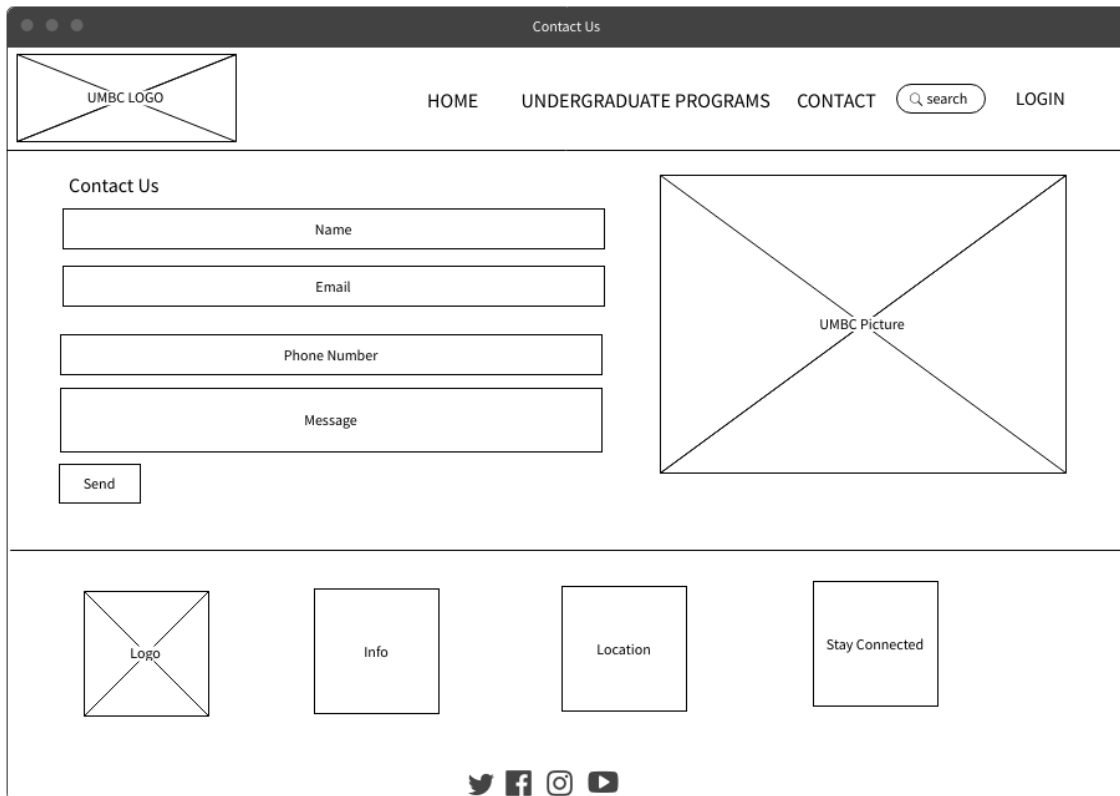 Contact Us
UMBC LOGO
HOME
UNDERGRADUATE PROGRAMS
CONTACT
search
LOGIN
Contact Us
Name
Email
Phone Number
Message
Send
UMBC Picture
Logo
Info
Location
Stay Connected